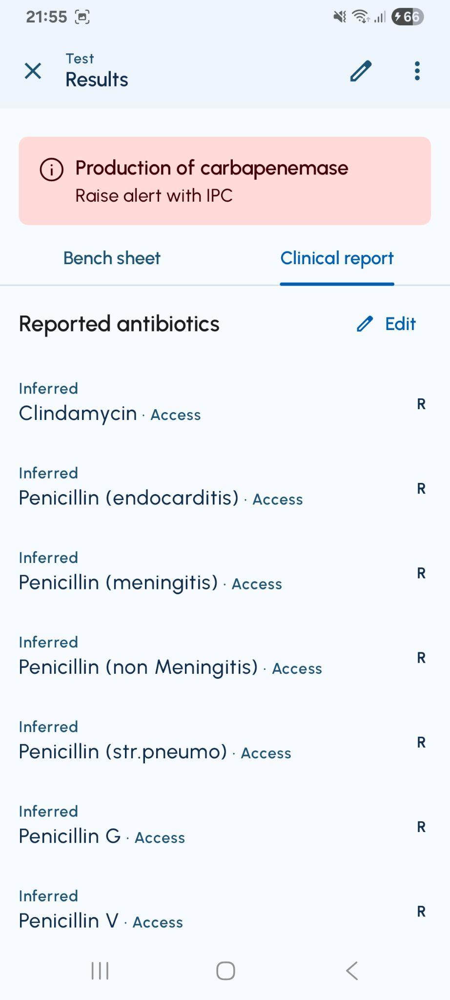 21:55
66
Test
Results
Production of carbapenemase
Raise alert with IPC
Bench sheet
Clinical report
Reported antibiotics
Edit
Inferred
Clindamycin · Access
R
Inferred
Penicillin (endocarditis) · Access
R
Inferred
Penicillin (meningitis) · Access
R
Inferred
Penicillin (non Meningitis) · Access
R
Inferred
Penicillin (str.pneumo) · Access
R
Inferred
Penicillin G · Access
R
Inferred
Penicillin V · Access
R